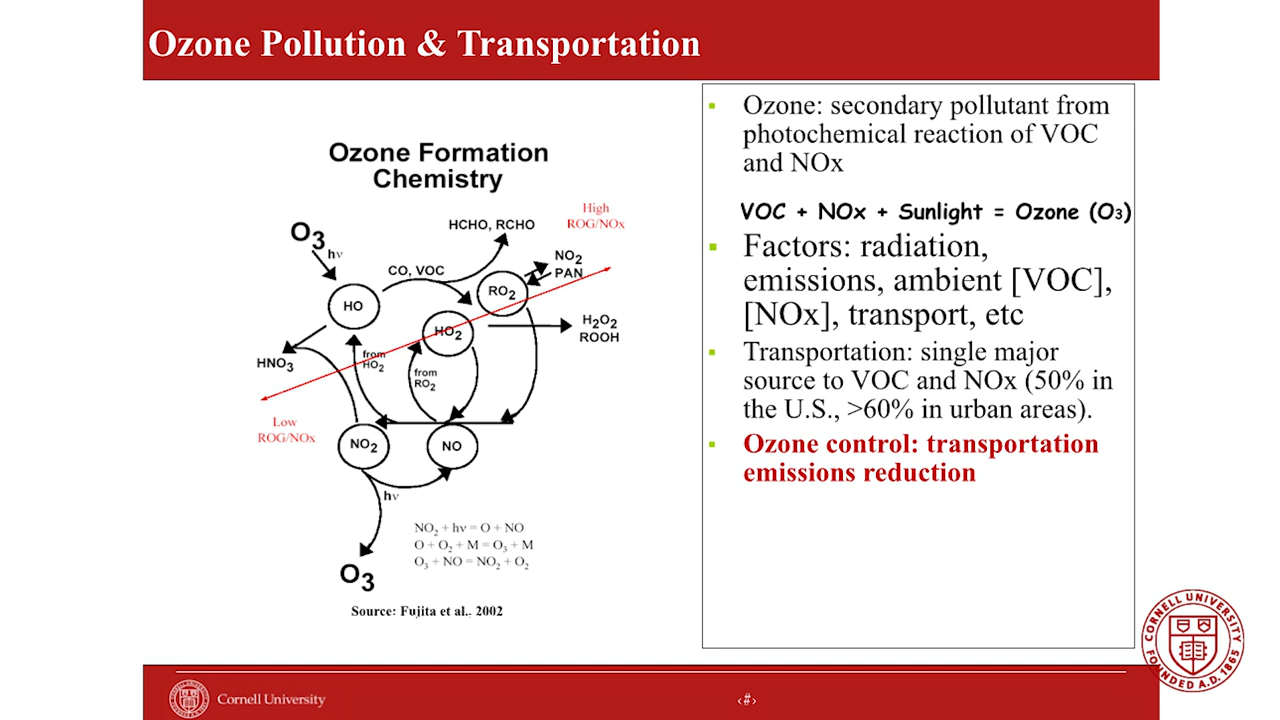 Ozone Pollution & Transportation
Ozone Formation
Chemistry
High
ROG/NOx
HCHO, RCHO
O3
hν
CO, VOC
NO2
PAN
RO2
HO
HO2
H2O2
ROOH
from
HO2
from
RO2
HNO3
Low
ROG/NOx
NO2
NO
hν
NO2 + hν = O + NO
O + O2 + M = O3 + M
O3 + NO = NO2 + O2
O3
Source: Fujita et al., 2002
▪ Ozone: secondary pollutant from
photochemical reaction of VOC
and NOx
VOC + NOx + Sunlight = Ozone (O3)
▪ Factors: radiation,
emissions, ambient [VOC],
[NOx], transport, etc
▪ Transportation: single major
source to VOC and NOx (50% in
the U.S., >60% in urban areas).
▪ Ozone control: transportation
emissions reduction
CORNELL UNIVERSITY
FOUNDED A.D. 1865
Cornell University
‹#›